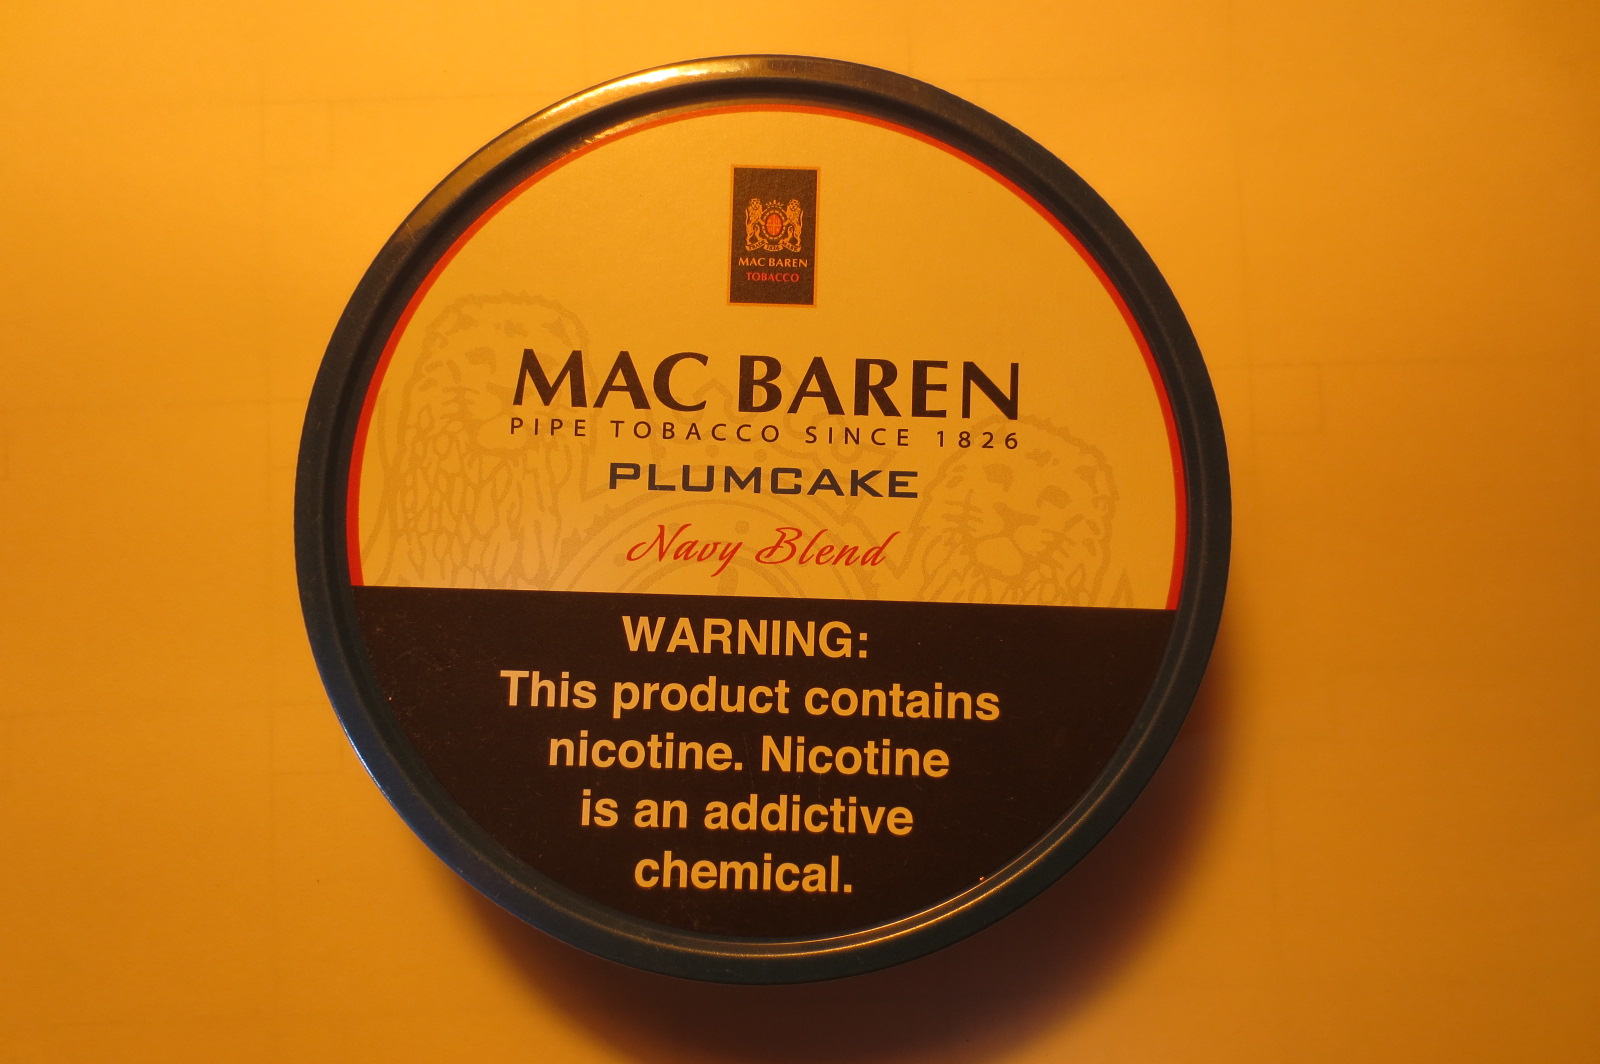 MAC BAREN
TOBACCO
MAC BAREN
PIPE TOBACCO SINCE 1826
PLUMCAKE
Navy Blend
WARNING:
This product contains
nicotine. Nicotine
is an addictive
chemical.